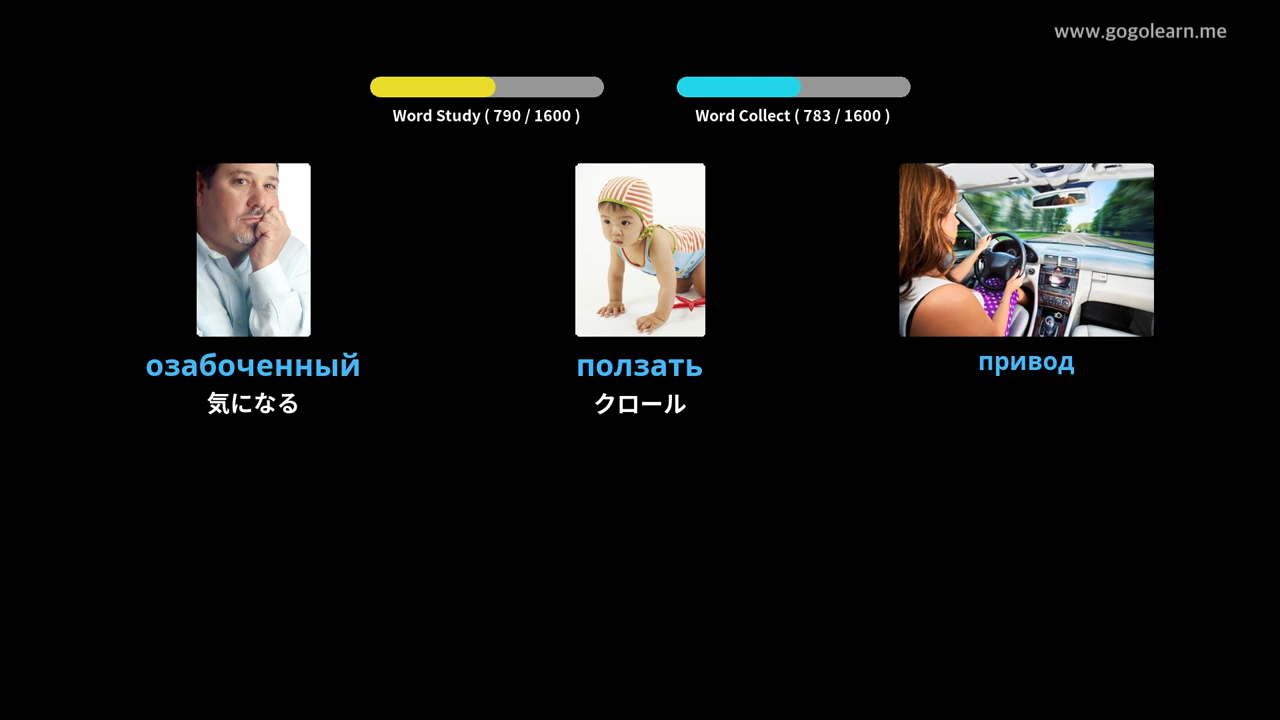 www.gogolearn.me
Word Study ( 790 / 1600 )
Word Collect ( 783 / 1600 )
озабоченный
ползать
привод
気になる
クロール